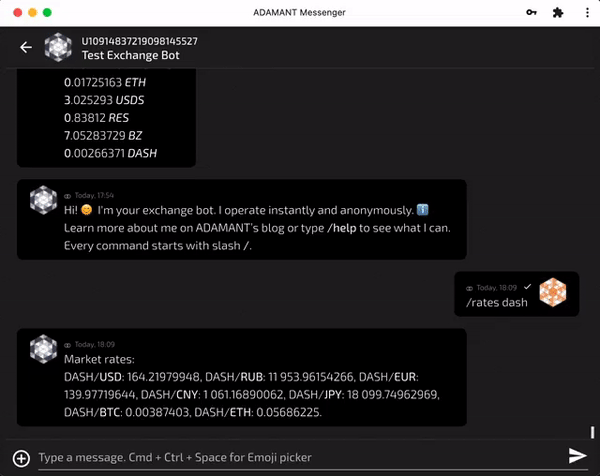 ADAMANT Messenger
U10914837219098145527
Test Exchange Bot
0.01725163 ETH
3.025293 USDS
0.83812 RES
7.05283729 BZ
0.00266371 DASH
Today, 17:54
Hi! 😊 I'm your exchange bot. I operate instantly and anonymously. ℹ️
Learn more about me on ADAMANT's blog or type /help to see what I can.
Every command starts with slash /.
Today, 18:09
/rates dash
Today, 18:09
Market rates:
DASH/USD: 164.21979948, DASH/RUB: 11 953.96154266, DASH/EUR:
139.97719644, DASH/CNY: 1 061.16890062, DASH/JPY: 18 099.74962969,
DASH/BTC: 0.00387403, DASH/ETH: 0.05686225.
Type a message. Cmd + Ctrl + Space for Emoji picker